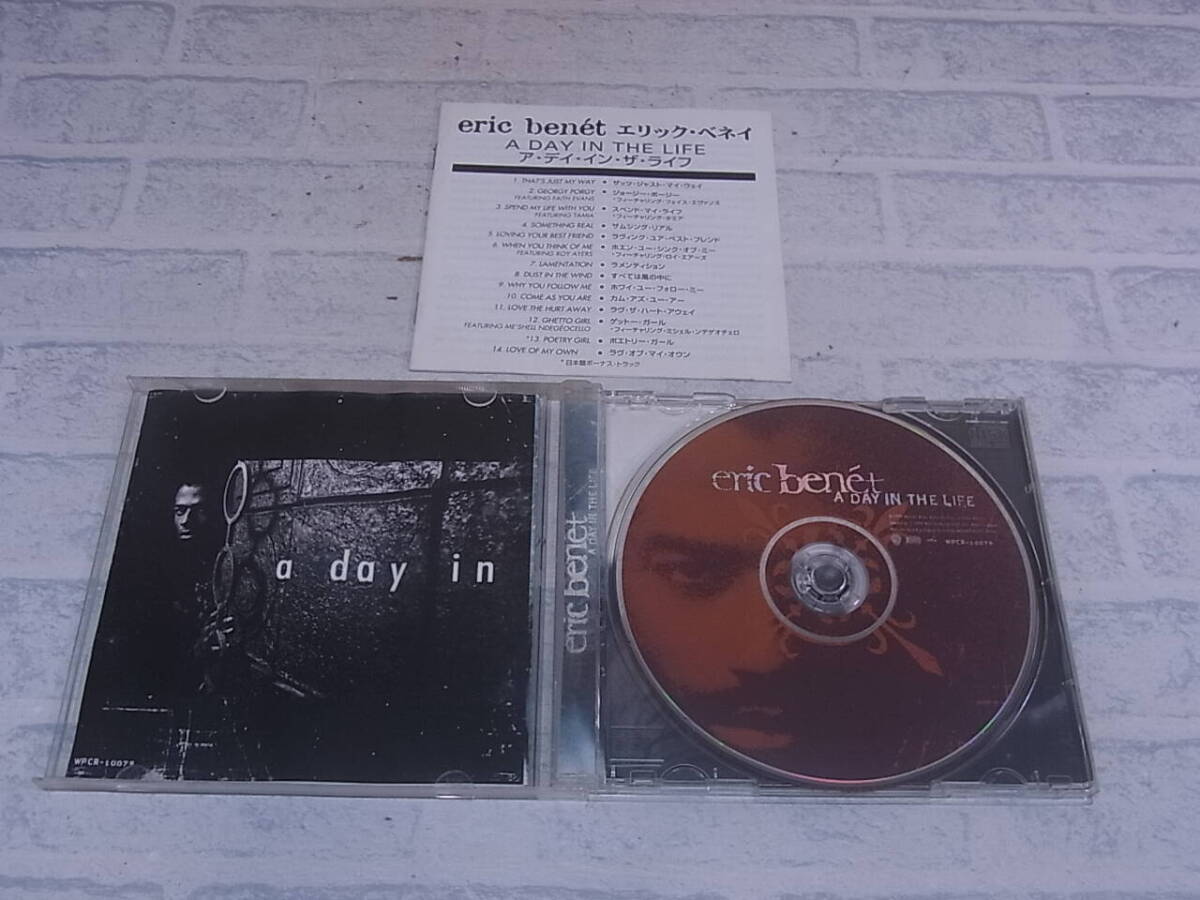 eric benét エリック・ベネイ
A DAY IN THE LIFE
ア・デイ・イン・ザ・ライフ
1. THAT'S JUST MY WAY • ザッツ・ジャスト・マイ・ウェイ
2. GEORGY PORGY • ジョージー・ポージー
FEATURING FAITH EVANS ・フィーチャリング・フェイス・エヴァンス
3. SPEND MY LIFE WITH YOU • スペンド・マイ・ライフ
FEATURING TAMIA ・フィーチャリング・タミア
4. SOMETHING REAL • サムシング・リアル
5. LOVING YOUR BEST FRIEND • ラヴィング・ユア・ベスト・フレンド
6. WHEN YOU THINK OF ME • ホエン・ユー・シンク・オブ・ミー
FEATURING ROY AYERS ・フィーチャリング・ロイ・エアーズ
7. LAMENTATION • ラメンテイション
8. DUST IN THE WIND • すべては風の中に
9. WHY YOU FOLLOW ME • ホワイ・ユー・フォロー・ミー
10. COME AS YOU ARE • カム・アズ・ユー・アー
11. LOVE THE HURT AWAY • ラヴ・ザ・ハート・アウェイ
12. GHETTO GIRL • ゲットー・ガール
FEATURING ME'SHELL NDEGÉOCELLO ・フィーチャリング・ミシェル・ンデゲオチェロ
*13. POETRY GIRL • ポエトリー・ガール
14. LOVE OF MY OWN • ラヴ・オブ・マイ・オウン
* 日本盤ボーナス・トラック
a day in
WPCR-10079
eric benét
A DAY IN THE LIFE
eric benét
A DAY IN THE LIFE
WPCR-10079